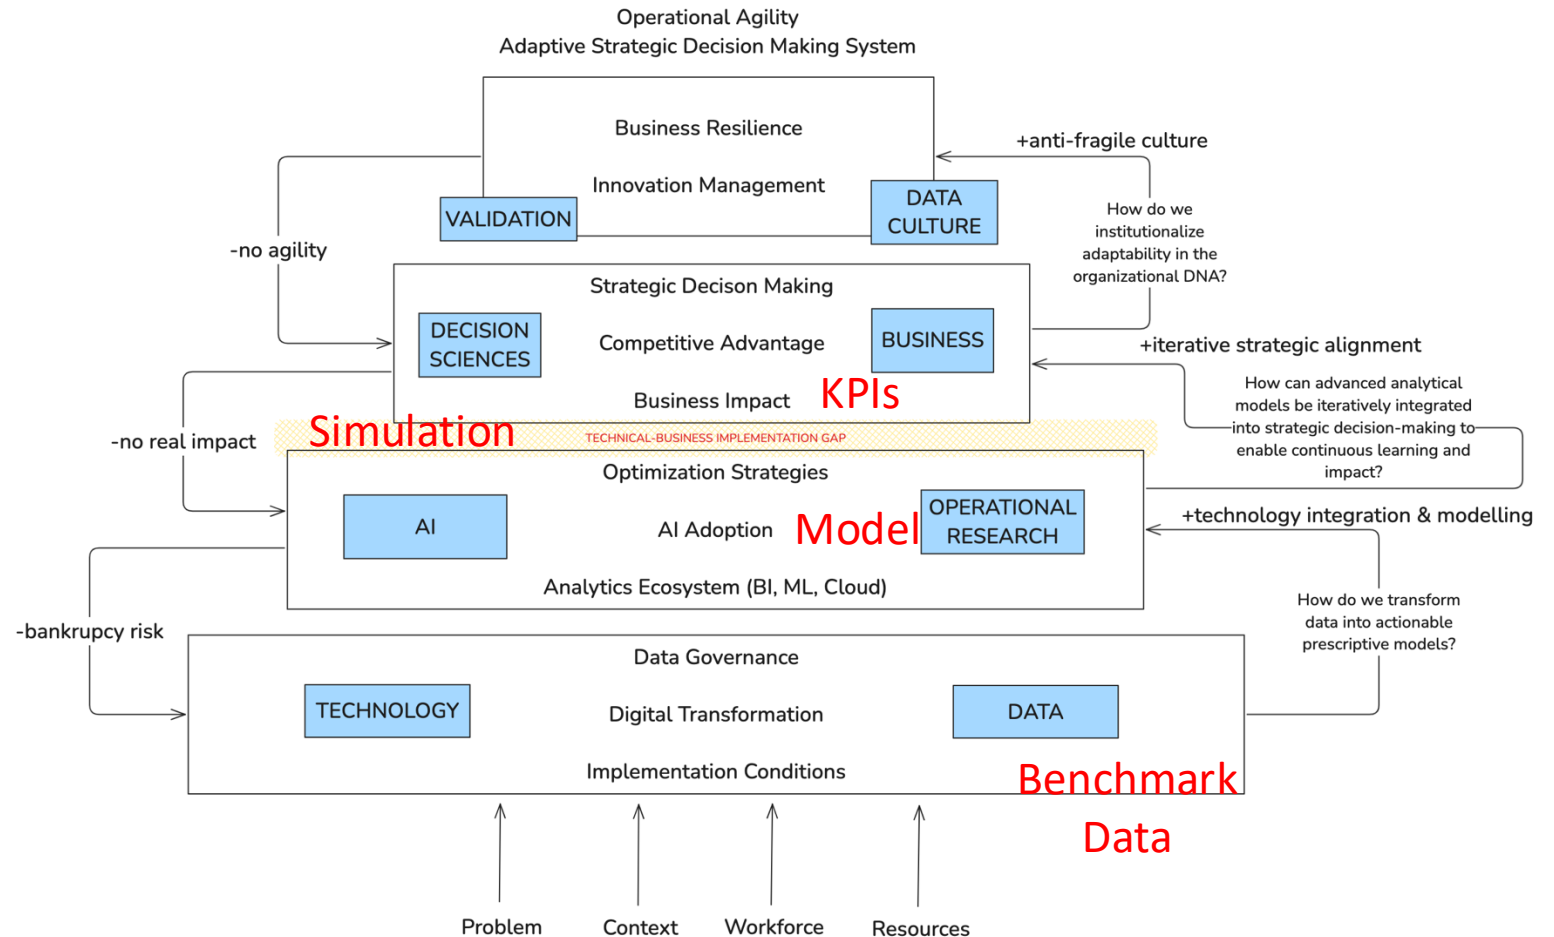 Operational Agility
Adaptive Strategic Decision Making System
Business Resilience
+anti-fragile culture
Innovation Management
VALIDATION
DATA
CULTURE
How do we
institutionalize
adaptability in the
organizational DNA?
-no agility
Strategic Decison Making
DECISION
SCIENCES
Competitive Advantage
BUSINESS
+iterative strategic alignment
Business Impact
KPIs
How can advanced analytical
models be iteratively integrated
into strategic decision-making to
enable continuous learning and
impact?
-no real impact
Simulation
TECHNICAL-BUSINESS IMPLEMENTATION GAP
Optimization Strategies
AI
AI Adoption
Model
OPERATIONAL
RESEARCH
+technology integration & modelling
Analytics Ecosystem (BI, ML, Cloud)
How do we transform
data into actionable
prescriptive models?
-bankrupcy risk
Data Governance
TECHNOLOGY
Digital Transformation
DATA
Implementation Conditions
Benchmark
Data
Problem
Context
Workforce
Resources